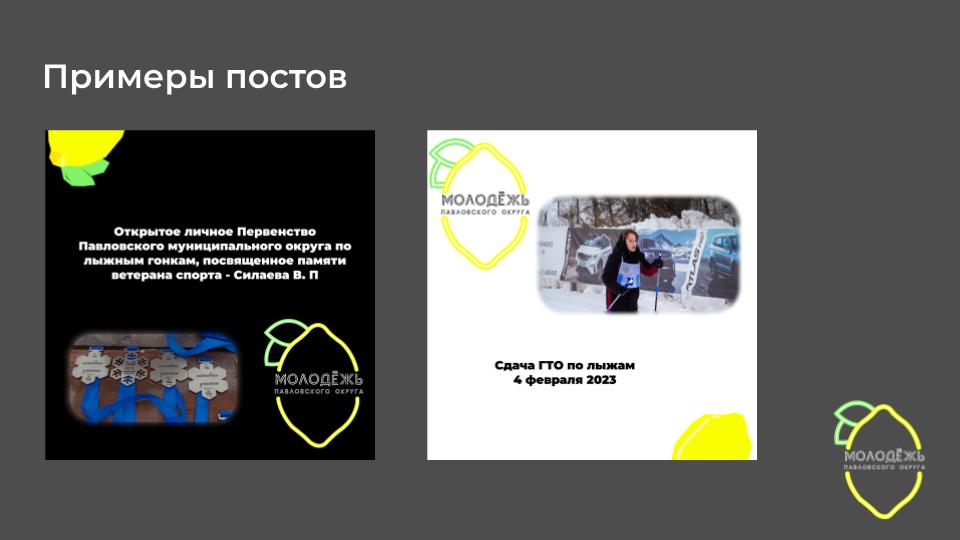 Примеры постов
Открытое личное Первенство
Павловского муниципального округа по
лыжным гонкам, посвященное памяти
ветерана спорта - Силаева В. П
МОЛОДЁЖЬ
ПАВЛОВСКОГО ОКРУГА
МОЛОДЁЖЬ
ПАВЛОВСКОГО ОКРУГА
ATLAS
Сдача ГТО по лыжам
4 февраля 2023
МОЛОДЁЖЬ
ПАВЛОВСКОГО ОКРУГА